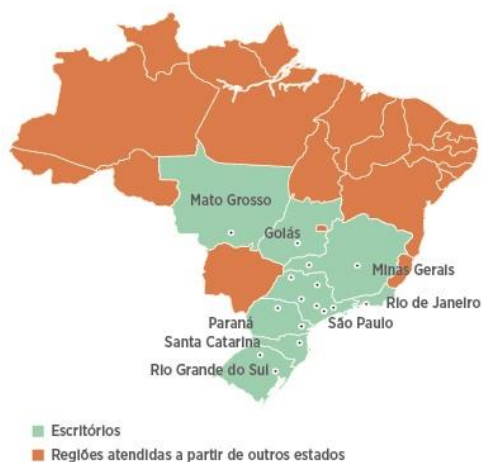 Mato Grosso
Goiás
Minas Gerais
Rio de Janeiro
Paraná
São Paulo
Santa Catarina
Rio Grande do Sul
Escritórios
Regiões atendidas a partir de outros estados